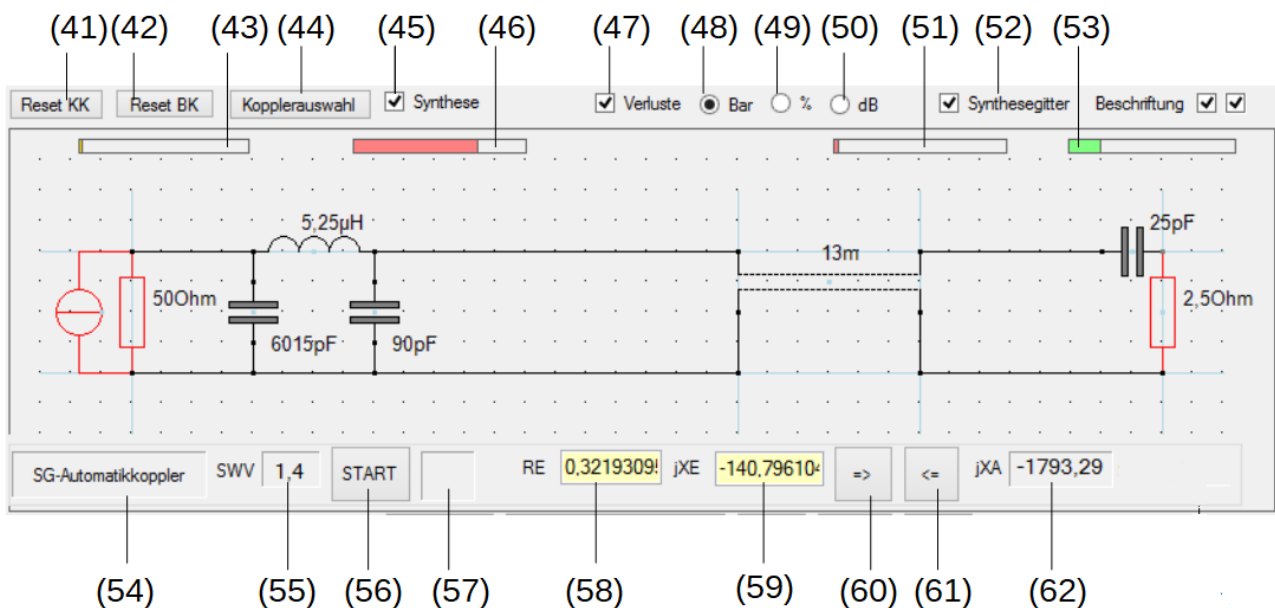 (41)(42) (43) (44) (45) (46) (47) (48) (49) (50) (51) (52) (53)
Reset KK Reset BK Kopplerauswahl Synthese Verluste Bar % dB Synthesegitter Beschriftung
5,25µH 25pF
13m
50Ohm 2,5Ohm
6015pF 90pF
SG-Automatikkoppler SWV 1,4 START RE 0,3219309 jXE -140,796104 => <= jXA -1793,29
(54) (55) (56) (57) (58) (59) (60) (61) (62)